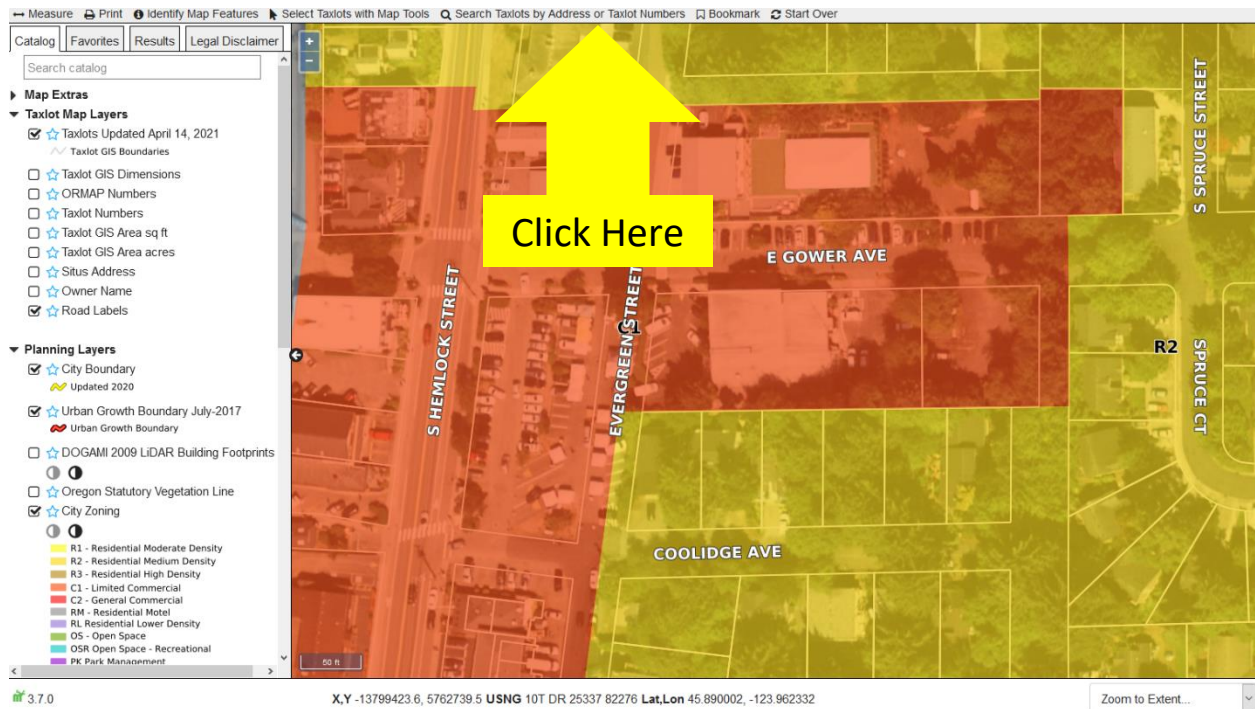 Measure Print Identify Map Features Select Taxlots with Map Tools Search Taxlots by Address or Taxlot Numbers Bookmark Start Over
Catalog Favorites Results Legal Disclaimer
Search catalog
Map Extras
Taxlot Map Layers
Taxlots Updated April 14, 2021
Taxlot GIS Boundaries
Taxlot GIS Dimensions
ORMAP Numbers
Taxlot Numbers
Taxlot GIS Area sq ft
Taxlot GIS Area acres
Situs Address
Owner Name
Road Labels
Planning Layers
City Boundary
Updated 2020
Urban Growth Boundary July-2017
Urban Growth Boundary
DOGAMI 2009 LiDAR Building Footprints
Oregon Statutory Vegetation Line
City Zoning
R1 - Residential Moderate Density
R2 - Residential Medium Density
R3 - Residential High Density
C1 - Limited Commercial
C2 - General Commercial
RM - Residential Motel
RL Residential Lower Density
OS - Open Space
OSR Open Space - Recreational
PK Park Management
+
−
Click Here
S SPRUCE STREET
E GOWER AVE
S HEMLOCK STREET
EVERGREEN STREET
C1
R2
SPRUCE CT
COOLIDGE AVE
50 ft
3.7.0
X,Y -13799423.6, 5762739.5 USNG 10T DR 25337 82276 Lat,Lon 45.890002, -123.962332
Zoom to Extent...